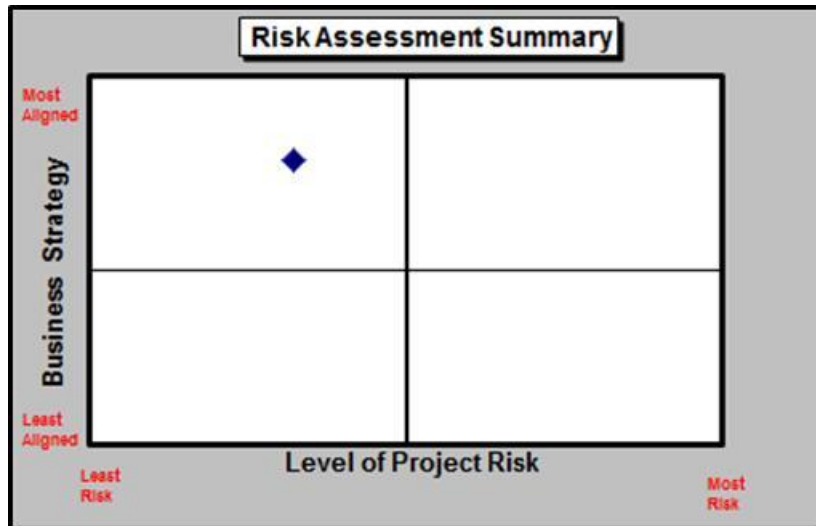 Risk Assessment Summary
Most
Aligned
Business Strategy
Least
Aligned
Level of Project Risk
Least
Risk
Most
Risk